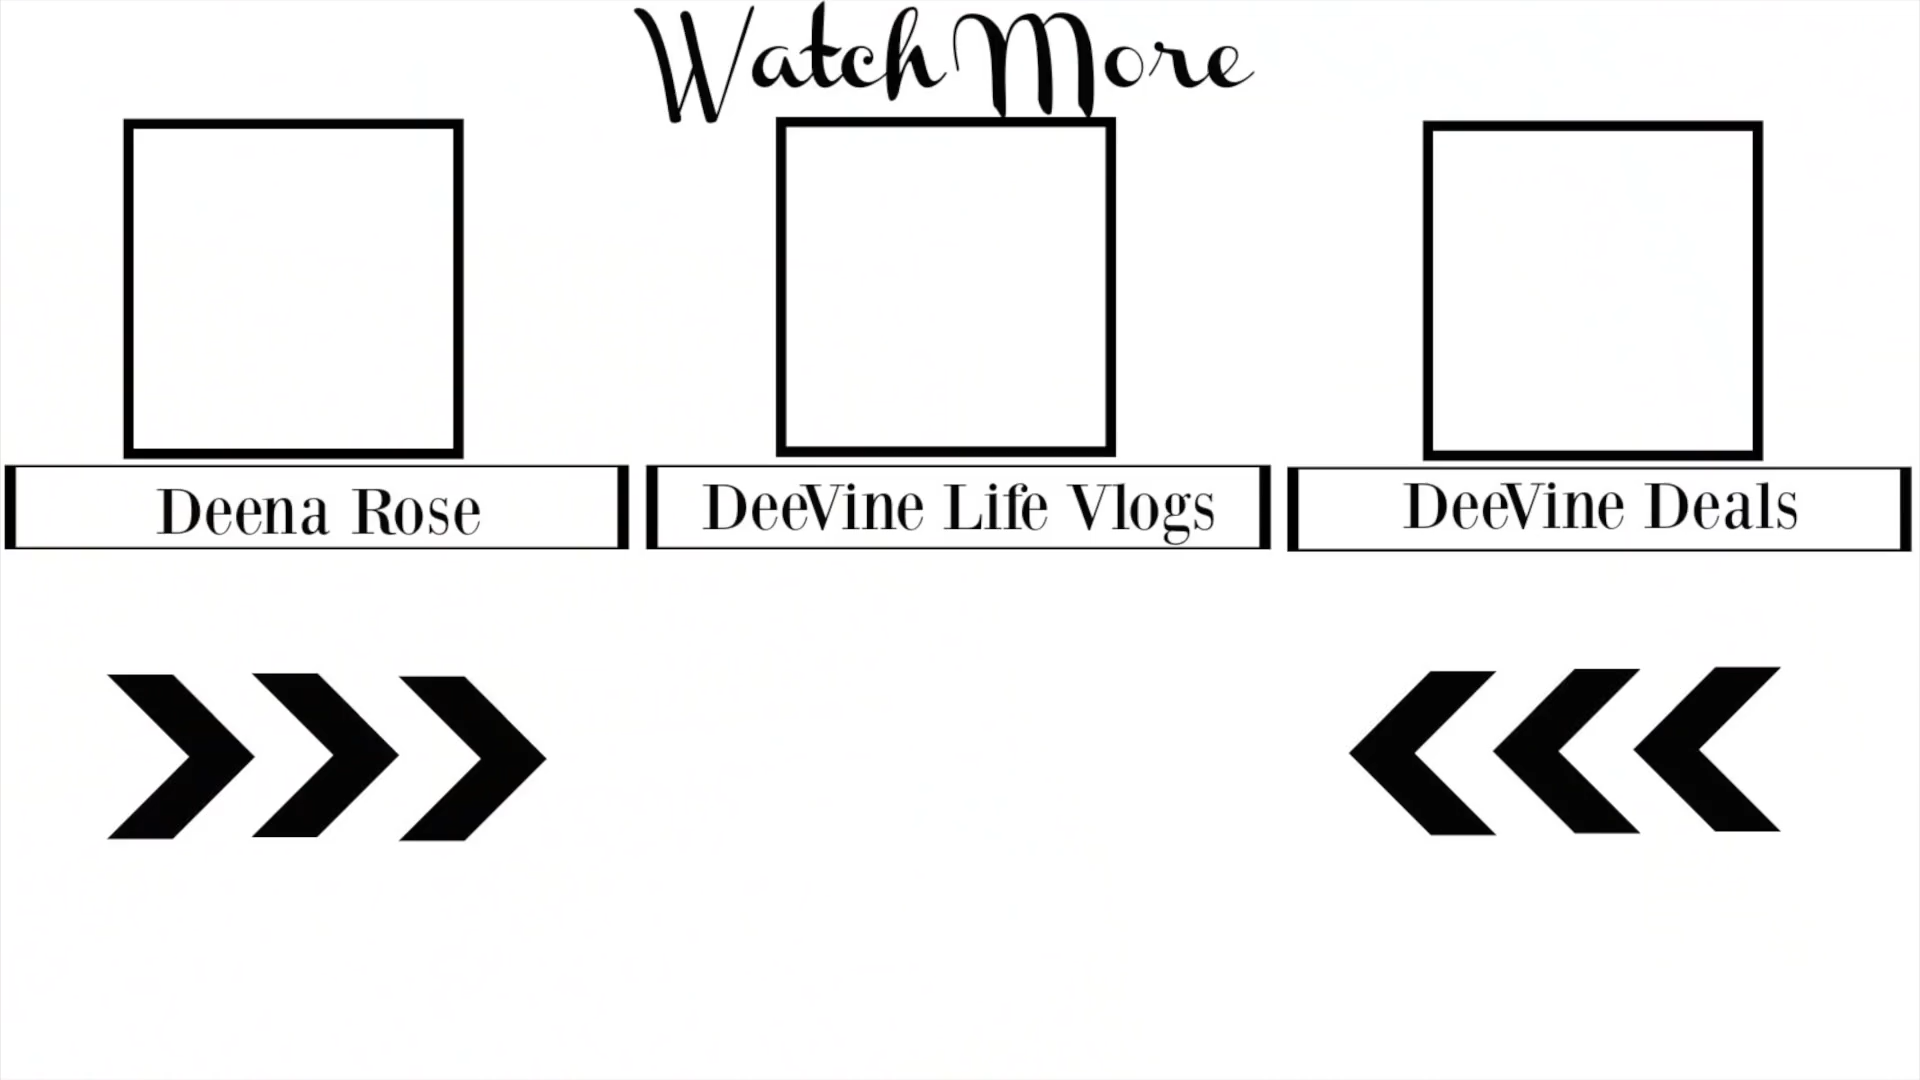 Watch More
Deena Rose
DeeVine Life Vlogs
DeeVine Deals